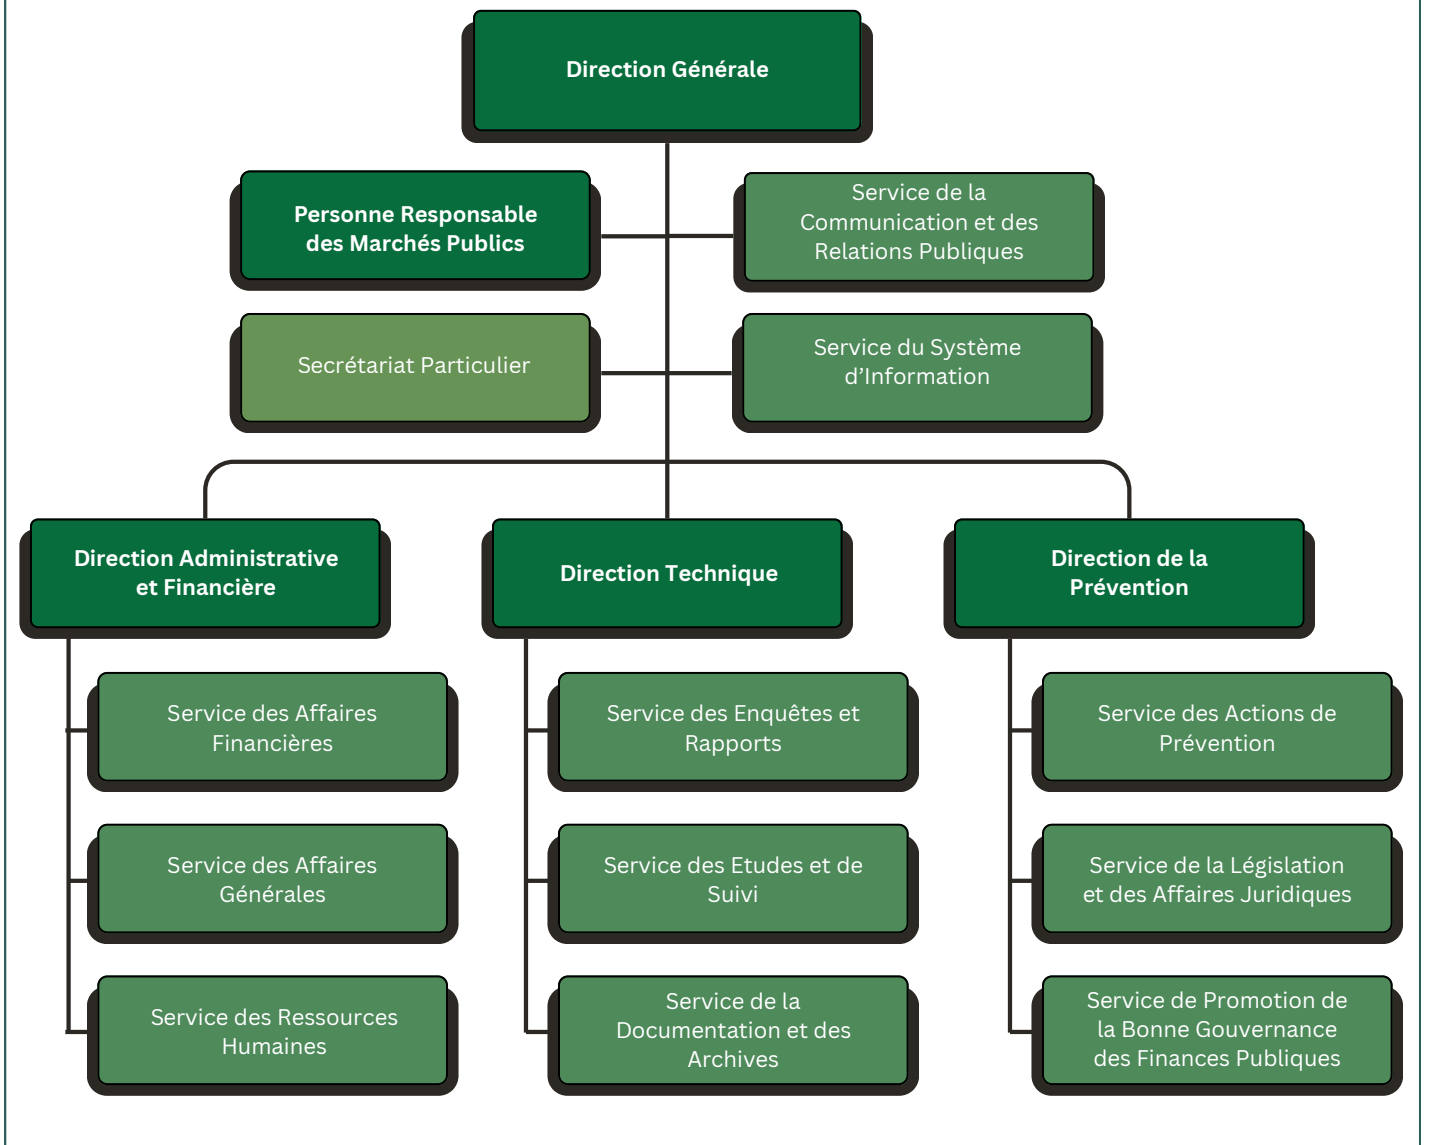 Direction Générale
Personne Responsable
des Marchés Publics
Service de la
Communication et des
Relations Publiques
Secrétariat Particulier
Service du Système
d’Information
Direction Administrative
et Financière
Direction Technique
Direction de la
Prévention
Service des Affaires
Financières
Service des Enquêtes et
Rapports
Service des Actions de
Prévention
Service des Affaires
Générales
Service des Etudes et de
Suivi
Service de la Législation
et des Affaires Juridiques
Service des Ressources
Humaines
Service de la
Documentation et des
Archives
Service de Promotion de
la Bonne Gouvernance
des Finances Publiques